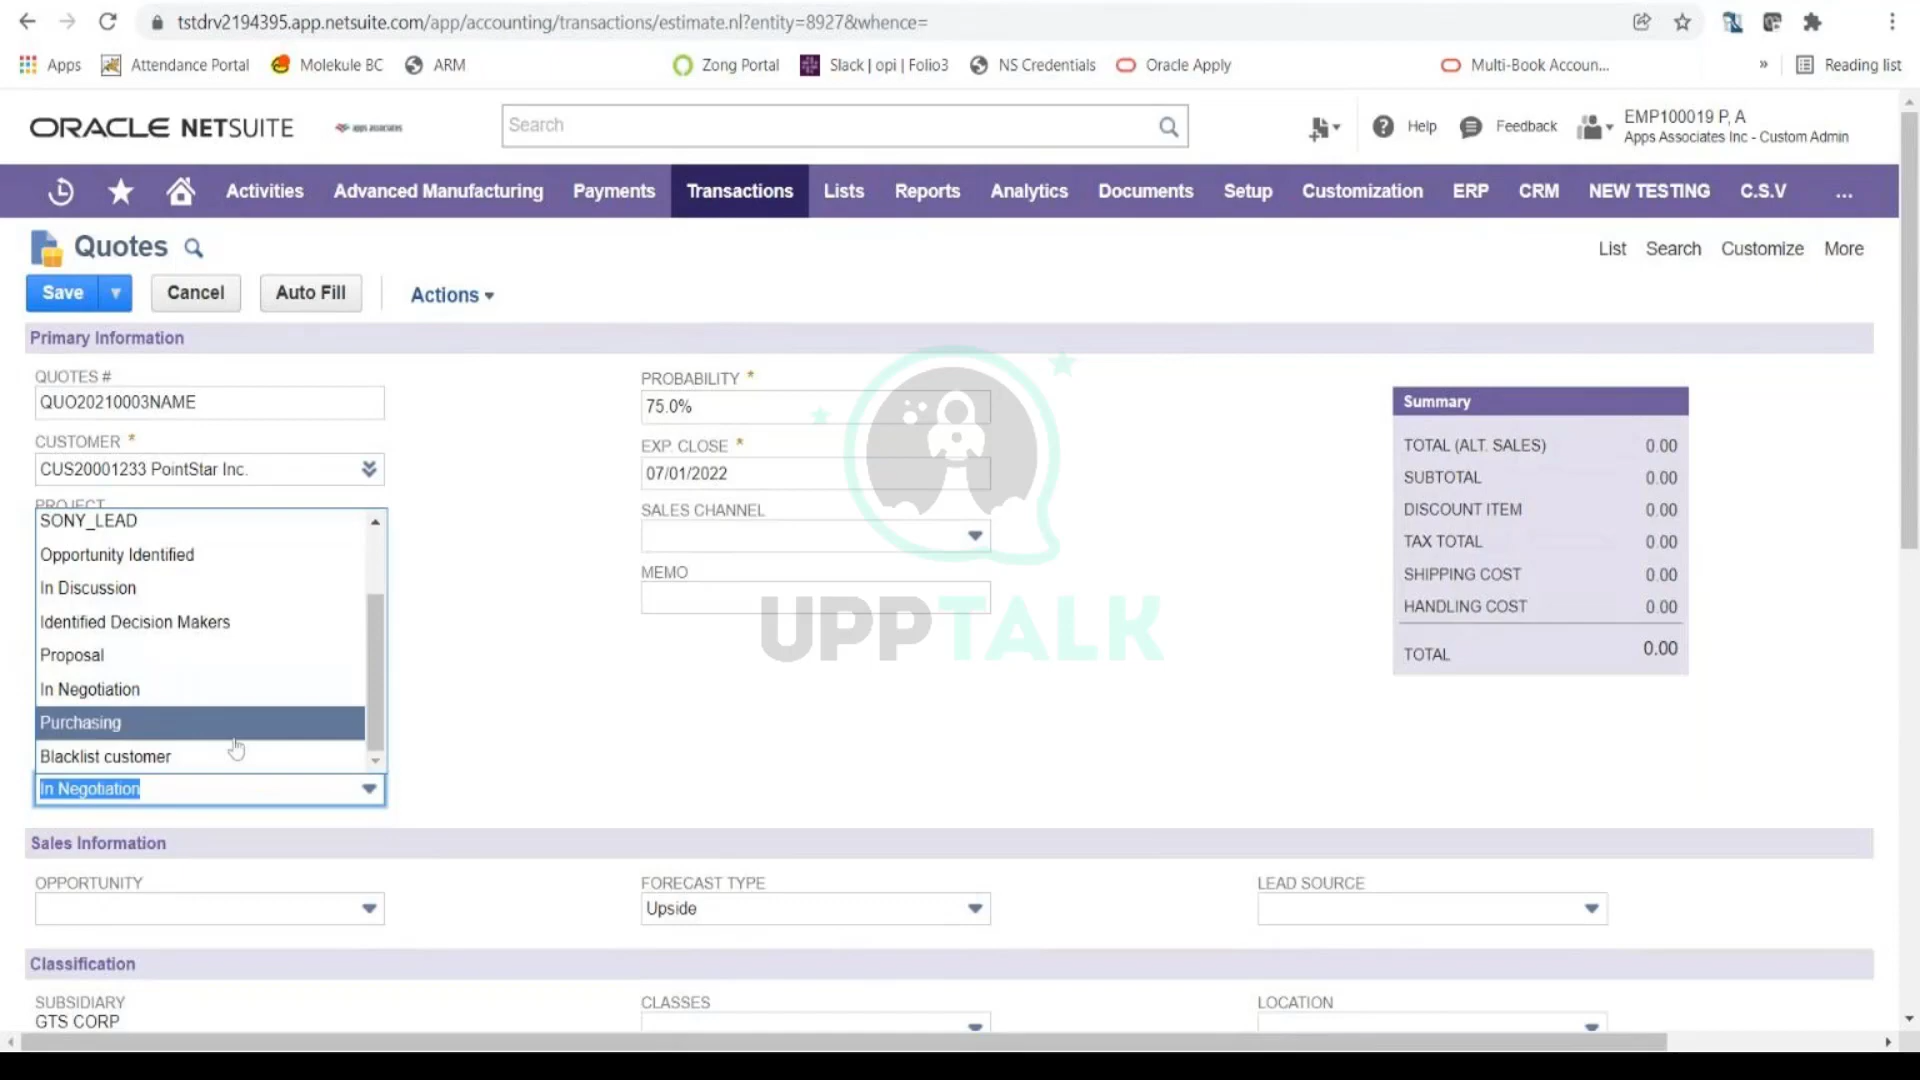 tstdrv2194395.app.netsuite.com/app/accounting/transactions/estimate.nl?entity=8927&whence=
Apps Attendance Portal Molekule BC ARM Zong Portal Slack | opi | Folio3 NS Credentials Oracle Apply Multi-Book Accoun... » Reading list
ORACLE NETSUITE apps associates Search Help Feedback EMP100019 P, A
Apps Associates Inc - Custom Admin
Activities Advanced Manufacturing Payments Transactions Lists Reports Analytics Documents Setup Customization ERP CRM NEW TESTING C.S.V ...
Quotes List Search Customize More
Save Cancel Auto Fill Actions
Primary Information
QUOTES #
QUO20210003NAME
CUSTOMER *
CUS20001233 PointStar Inc.
PROJECT
SONY_LEAD
Opportunity Identified
In Discussion
Identified Decision Makers
Proposal
In Negotiation
Purchasing
Blacklist customer
In Negotiation
PROBABILITY *
75.0%
EXP. CLOSE *
07/01/2022
SALES CHANNEL
MEMO
UPPTALK
Summary
TOTAL (ALT. SALES) 0.00
SUBTOTAL 0.00
DISCOUNT ITEM 0.00
TAX TOTAL 0.00
SHIPPING COST 0.00
HANDLING COST 0.00
TOTAL 0.00
Sales Information
OPPORTUNITY
FORECAST TYPE
Upside
LEAD SOURCE
Classification
SUBSIDIARY
GTS CORP
CLASSES
LOCATION